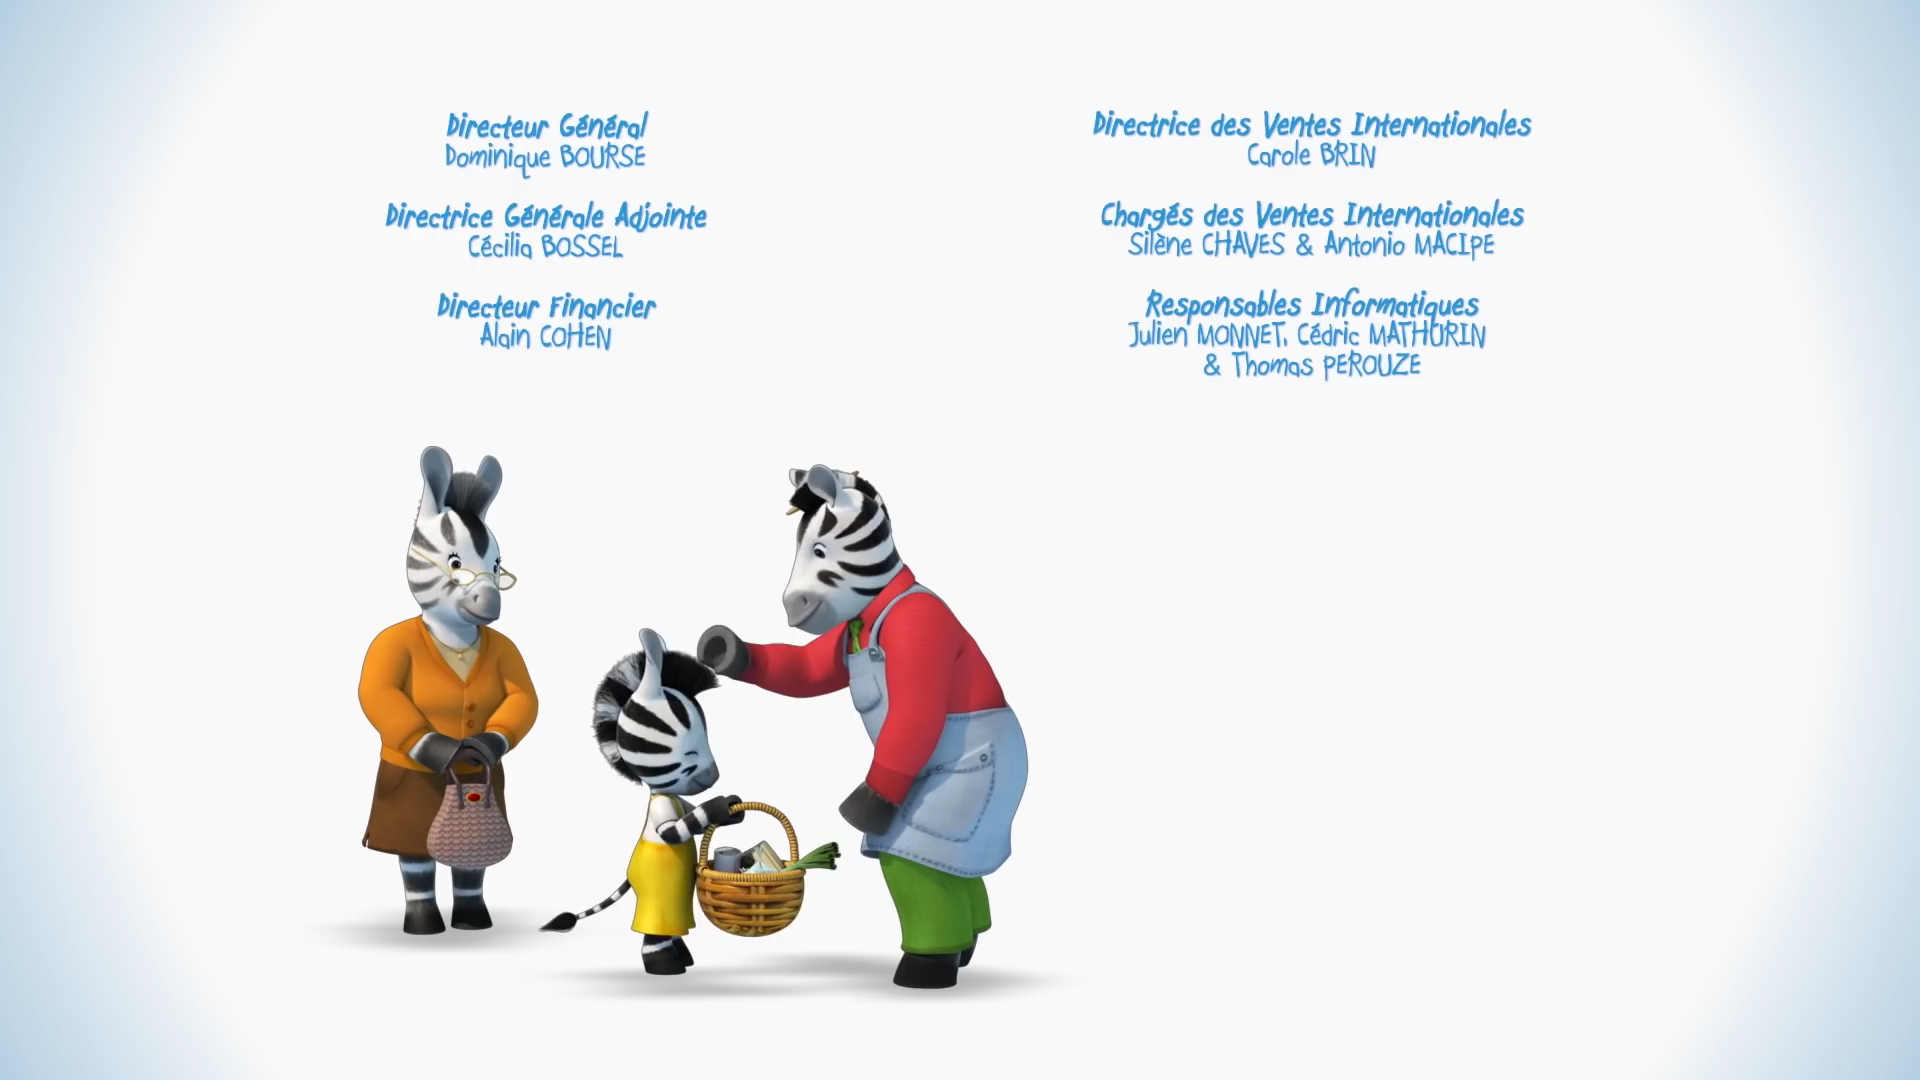 Directeur Général
Dominique BOURSE
Directrice Générale Adjointe
Cécilia BOSSEL
Directeur Financier
Alain COHEN
Directrice des Ventes Internationales
Carole BRIN
Chargés des Ventes Internationales
Silène CHAVES & Antonio MACIPE
Responsables Informatiques
Julien MONNET, Cédric MATHURIN
& Thomas PEROUZE